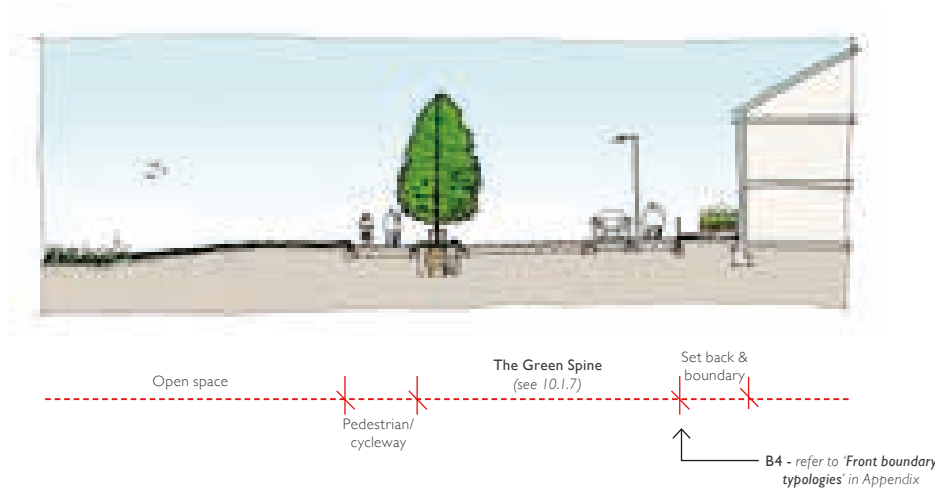 Open space
Pedestrian/
cycleway
The Green Spine
(see 10.1.7)
Set back &
boundary
B4 - refer to 'Front boundary
typologies' in Appendix